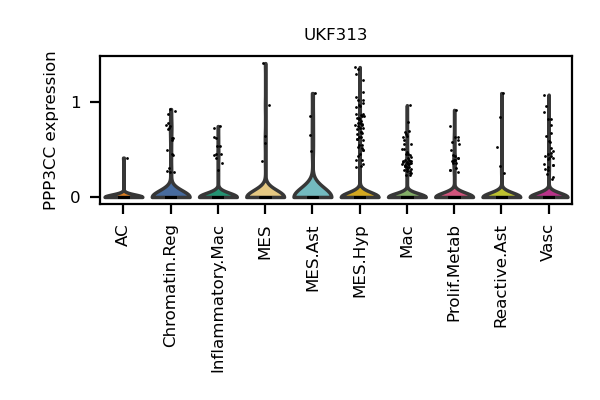 UKF313
PPP3CC expression
1
0
AC
Chromatin.Reg
Inflammatory.Mac
MES
MES.Ast
MES.Hyp
Mac
Prolif.Metab
Reactive.Ast
Vasc